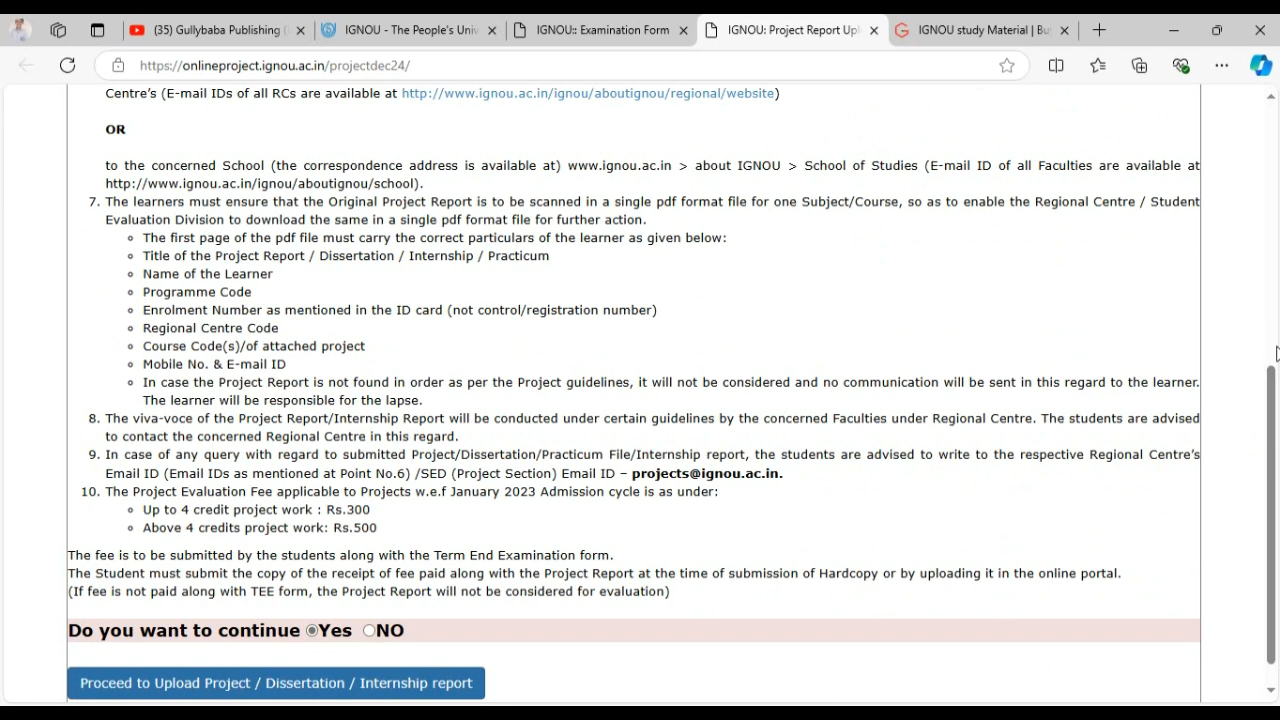 (35) Gullybaba Publishing
IGNOU - The People's Univ
IGNOU:: Examination Form
IGNOU: Project Report Upl
IGNOU study Material | Bu
https://onlineproject.ignou.ac.in/projectdec24/
Centre's (E-mail IDs of all RCs are available at http://www.ignou.ac.in/ignou/aboutignou/regional/website)
OR
to the concerned School (the correspondence address is available at) www.ignou.ac.in > about IGNOU > School of Studies (E-mail ID of all Faculties are available at
http://www.ignou.ac.in/ignou/aboutignou/school).
7. The learners must ensure that the Original Project Report is to be scanned in a single pdf format file for one Subject/Course, so as to enable the Regional Centre / Student
Evaluation Division to download the same in a single pdf format file for further action.
The first page of the pdf file must carry the correct particulars of the learner as given below:
Title of the Project Report / Dissertation / Internship / Practicum
Name of the Learner
Programme Code
Enrolment Number as mentioned in the ID card (not control/registration number)
Regional Centre Code
Course Code(s)/of attached project
Mobile No. & E-mail ID
In case the Project Report is not found in order as per the Project guidelines, it will not be considered and no communication will be sent in this regard to the learner.
The learner will be responsible for the lapse.
8. The viva-voce of the Project Report/Internship Report will be conducted under certain guidelines by the concerned Faculties under Regional Centre. The students are advised
to contact the concerned Regional Centre in this regard.
9. In case of any query with regard to submitted Project/Dissertation/Practicum File/Internship report, the students are advised to write to the respective Regional Centre's
Email ID (Email IDs as mentioned at Point No.6) /SED (Project Section) Email ID – projects@ignou.ac.in.
10. The Project Evaluation Fee applicable to Projects w.e.f January 2023 Admission cycle is as under:
Up to 4 credit project work : Rs.300
Above 4 credits project work: Rs.500
The fee is to be submitted by the students along with the Term End Examination form.
The Student must submit the copy of the receipt of fee paid along with the Project Report at the time of submission of Hardcopy or by uploading it in the online portal.
(If fee is not paid along with TEE form, the Project Report will not be considered for evaluation)
Do you want to continue Yes NO
Proceed to Upload Project / Dissertation / Internship report